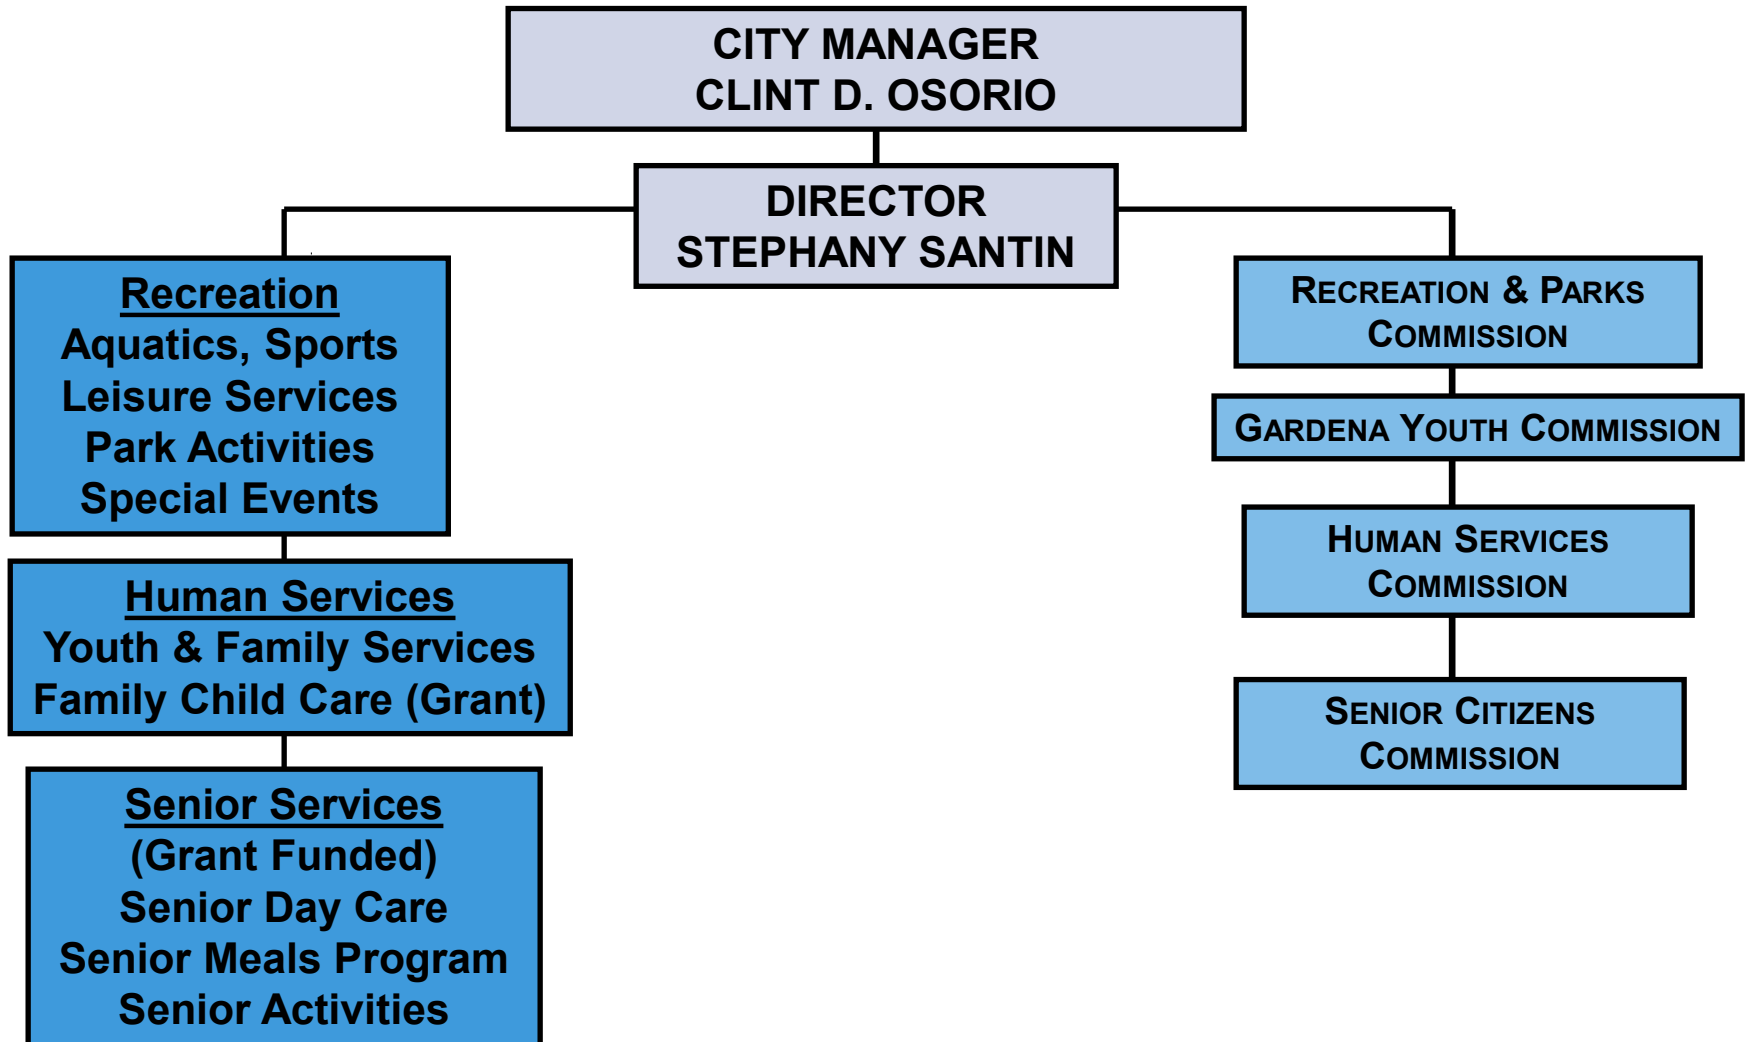 CITY MANAGER
CLINT D. OSORIO
DIRECTOR
STEPHANY SANTIN
Recreation
Aquatics, Sports
Leisure Services
Park Activities
Special Events
Human Services
Youth & Family Services
Family Child Care (Grant)
Senior Services
(Grant Funded)
Senior Day Care
Senior Meals Program
Senior Activities
RECREATION & PARKS
COMMISSION
GARDENA YOUTH COMMISSION
HUMAN SERVICES
COMMISSION
SENIOR CITIZENS
COMMISSION